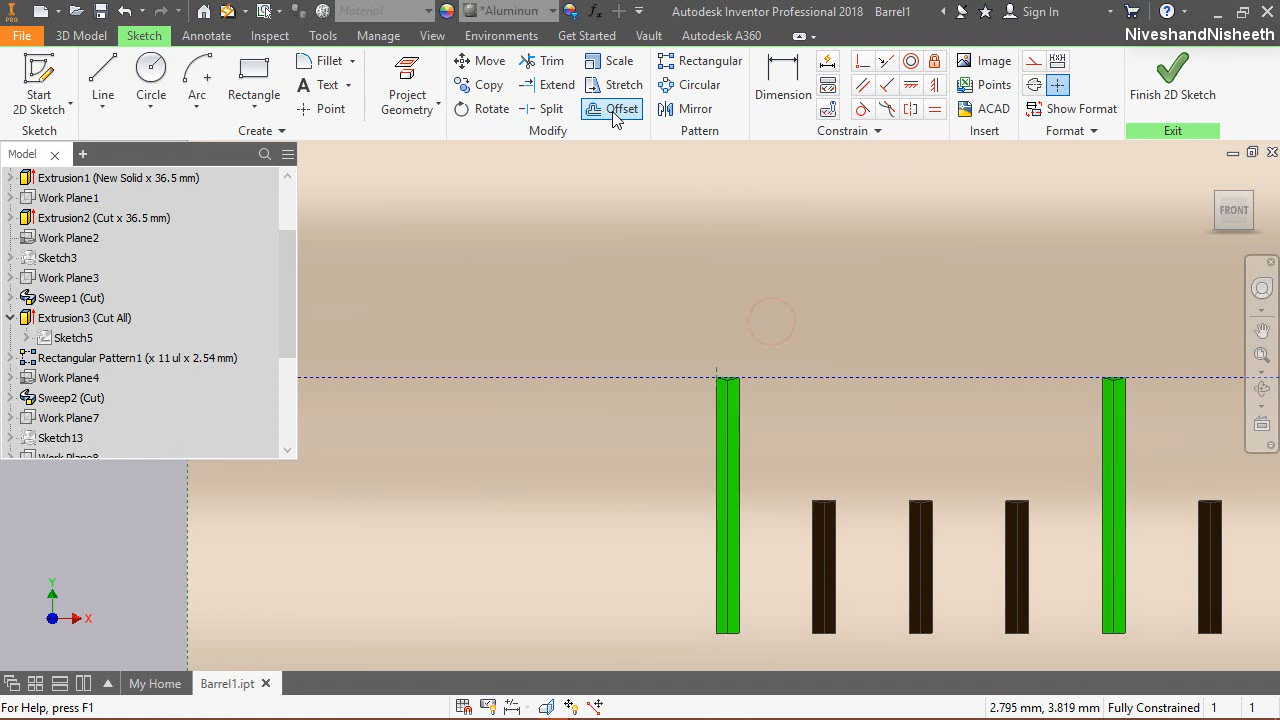 PRO
Material
*Aluminum
Autodesk Inventor Professional 2018
Barrel1
Sign In
File
3D Model
Sketch
Annotate
Inspect
Tools
Manage
View
Environments
Get Started
Vault
Autodesk A360
NiveshandNisheeth
Start
2D Sketch
Line
Circle
Arc
Rectangle
Fillet
Text
Point
Project
Geometry
Move
Copy
Rotate
Trim
Extend
Split
Scale
Stretch
Offset
Rectangular
Circular
Mirror
Dimension
Image
Points
ACAD
Show Format
Finish 2D Sketch
Sketch
Create
Modify
Pattern
Constrain
Insert
Format
Exit
Model
Extrusion1 (New Solid x 36.5 mm)
Work Plane1
Extrusion2 (Cut x 36.5 mm)
Work Plane2
Sketch3
Work Plane3
Sweep1 (Cut)
Extrusion3 (Cut All)
Sketch5
Rectangular Pattern1 (x 11 ul x 2.54 mm)
Work Plane4
Sweep2 (Cut)
Work Plane7
Sketch13
Work Plane8
FRONT
Y
X
My Home
Barrel1.ipt
For Help, press F1
2.795 mm, 3.819 mm
Fully Constrained
1
1